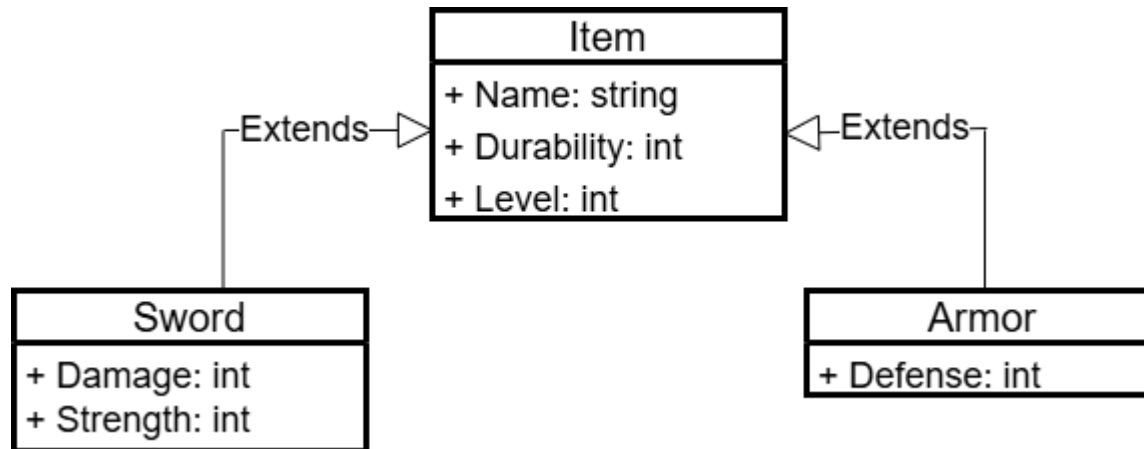 Item
+ Name: string
+ Durability: int
+ Level: int
Extends
Extends
Sword
+ Damage: int
+ Strength: int
Armor
+ Defense: int